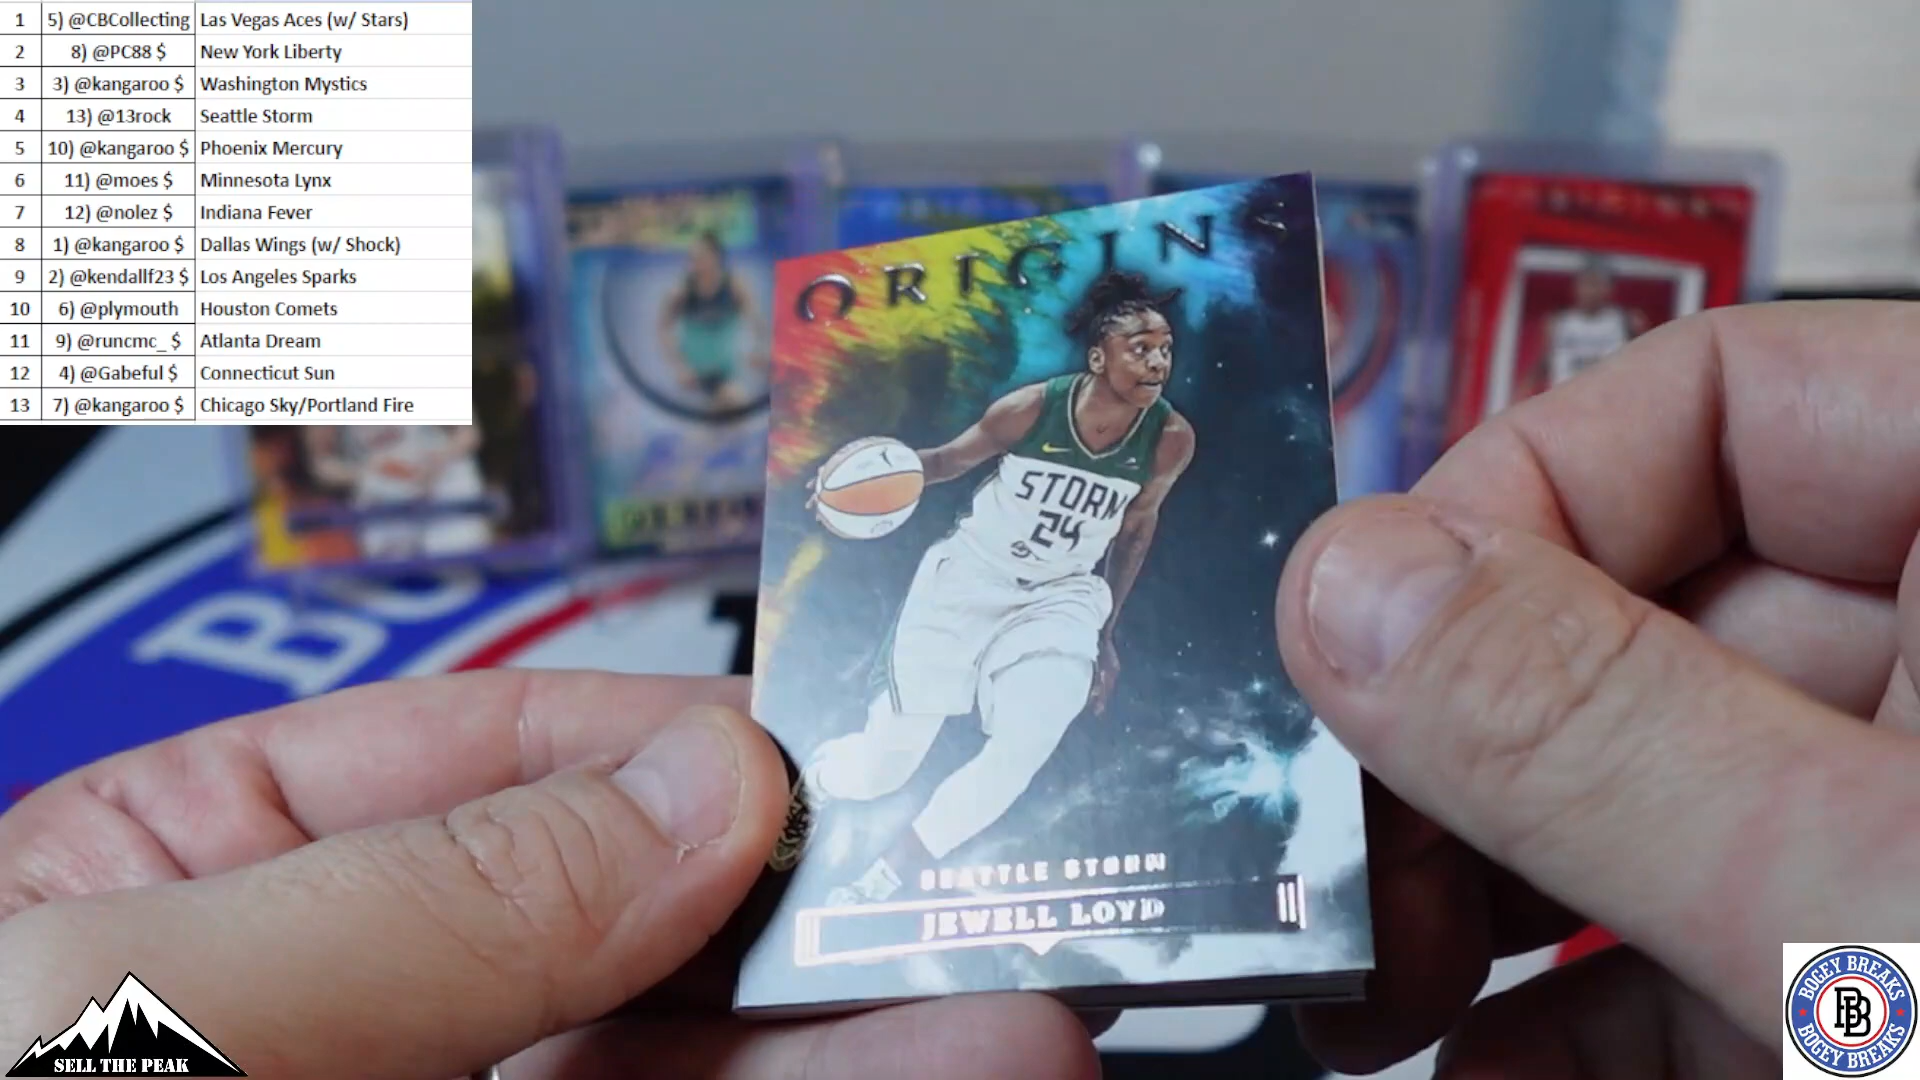 1 5) @CBCollecting Las Vegas Aces (w/ Stars)
2 8) @PC88 $ New York Liberty
3 3) @kangaroo $ Washington Mystics
4 13) @13rock Seattle Storm
5 10) @kangaroo $ Phoenix Mercury
6 11) @moes $ Minnesota Lynx
7 12) @nolez $ Indiana Fever
8 1) @kangaroo $ Dallas Wings (w/ Shock)
9 2) @kendallf23 $ Los Angeles Sparks
10 6) @plymouth Houston Comets
11 9) @runcmc_ $ Atlanta Dream
12 4) @Gabeful $ Connecticut Sun
13 7) @kangaroo $ Chicago Sky/Portland Fire
ORIGINS
STORM
24
SEATTLE STORM
JEWELL LOYD
SELL THE PEAK
BOGEY BREAKS
BB
BOGEY BREAKS